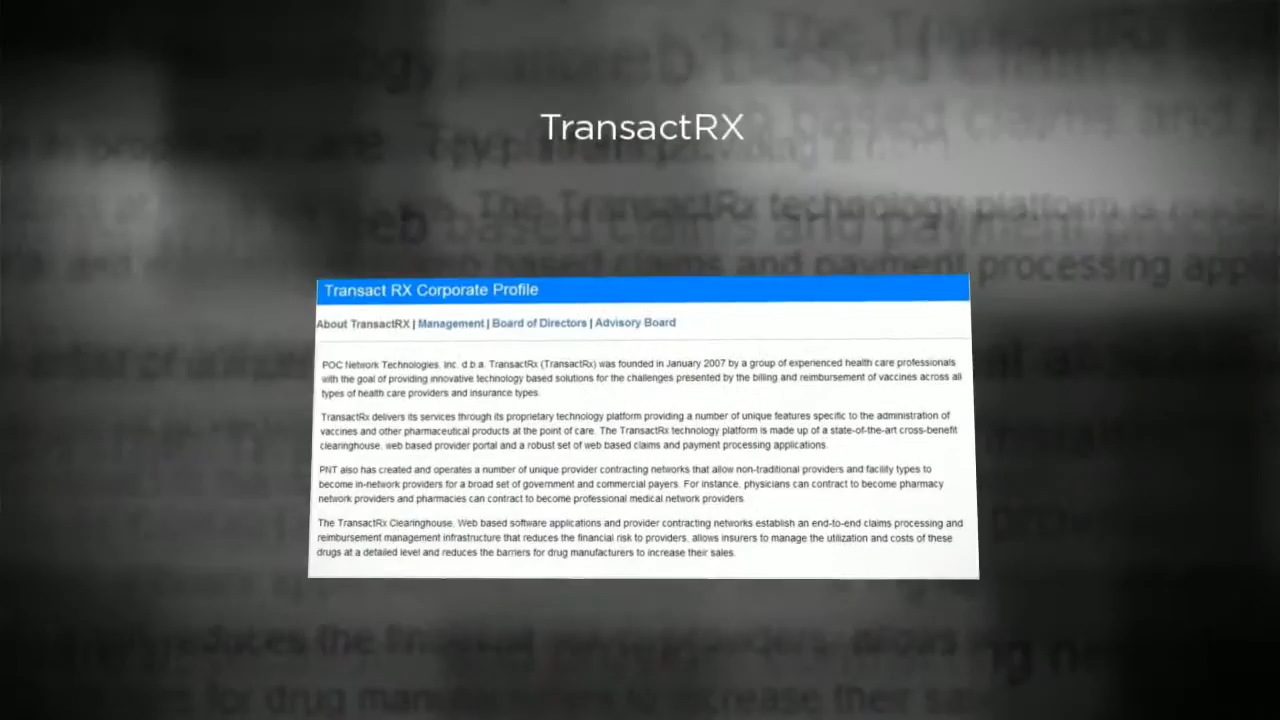 TransactRX
Transact RX Corporate Profile
About TransactRX | Management | Board of Directors | Advisory Board
POC Network Technologies, Inc. d.b.a. TransactRx (TransactRx) was founded in January 2007 by a group of experienced health care professionals
with the goal of providing innovative technology based solutions for the challenges presented by the billing and reimbursement of vaccines across all
types of health care providers and insurance types.
TransactRx delivers its services through its proprietary technology platform providing a number of unique features specific to the administration of
vaccines and other pharmaceutical products at the point of care. The TransactRx technology platform is made up of a state-of-the-art cross-benefit
clearinghouse, web based provider portal and a robust set of web based claims and payment processing applications.
PNT also has created and operates a number of unique provider contracting networks that allow non-traditional providers and facility types to
become in-network providers for a broad set of government and commercial payers. For instance, physicians can contract to become pharmacy
network providers and pharmacies can contract to become professional medical network providers.
The TransactRx Clearinghouse, Web based software applications and provider contracting networks establish an end-to-end claims processing and
reimbursement management infrastructure that reduces the financial risk to providers, allows insurers to manage the utilization and costs of these
drugs at a detailed level and reduces the barriers for drug manufacturers to increase their sales.